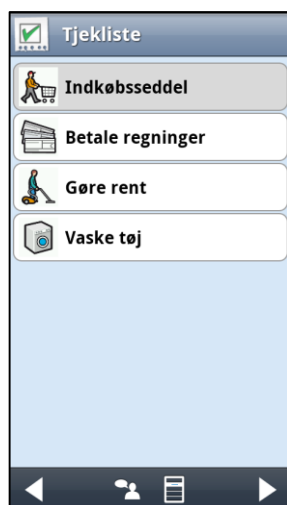 Tjekliste
Indkøbsseddel
Betale regninger
Gøre rent
Vaske tøj